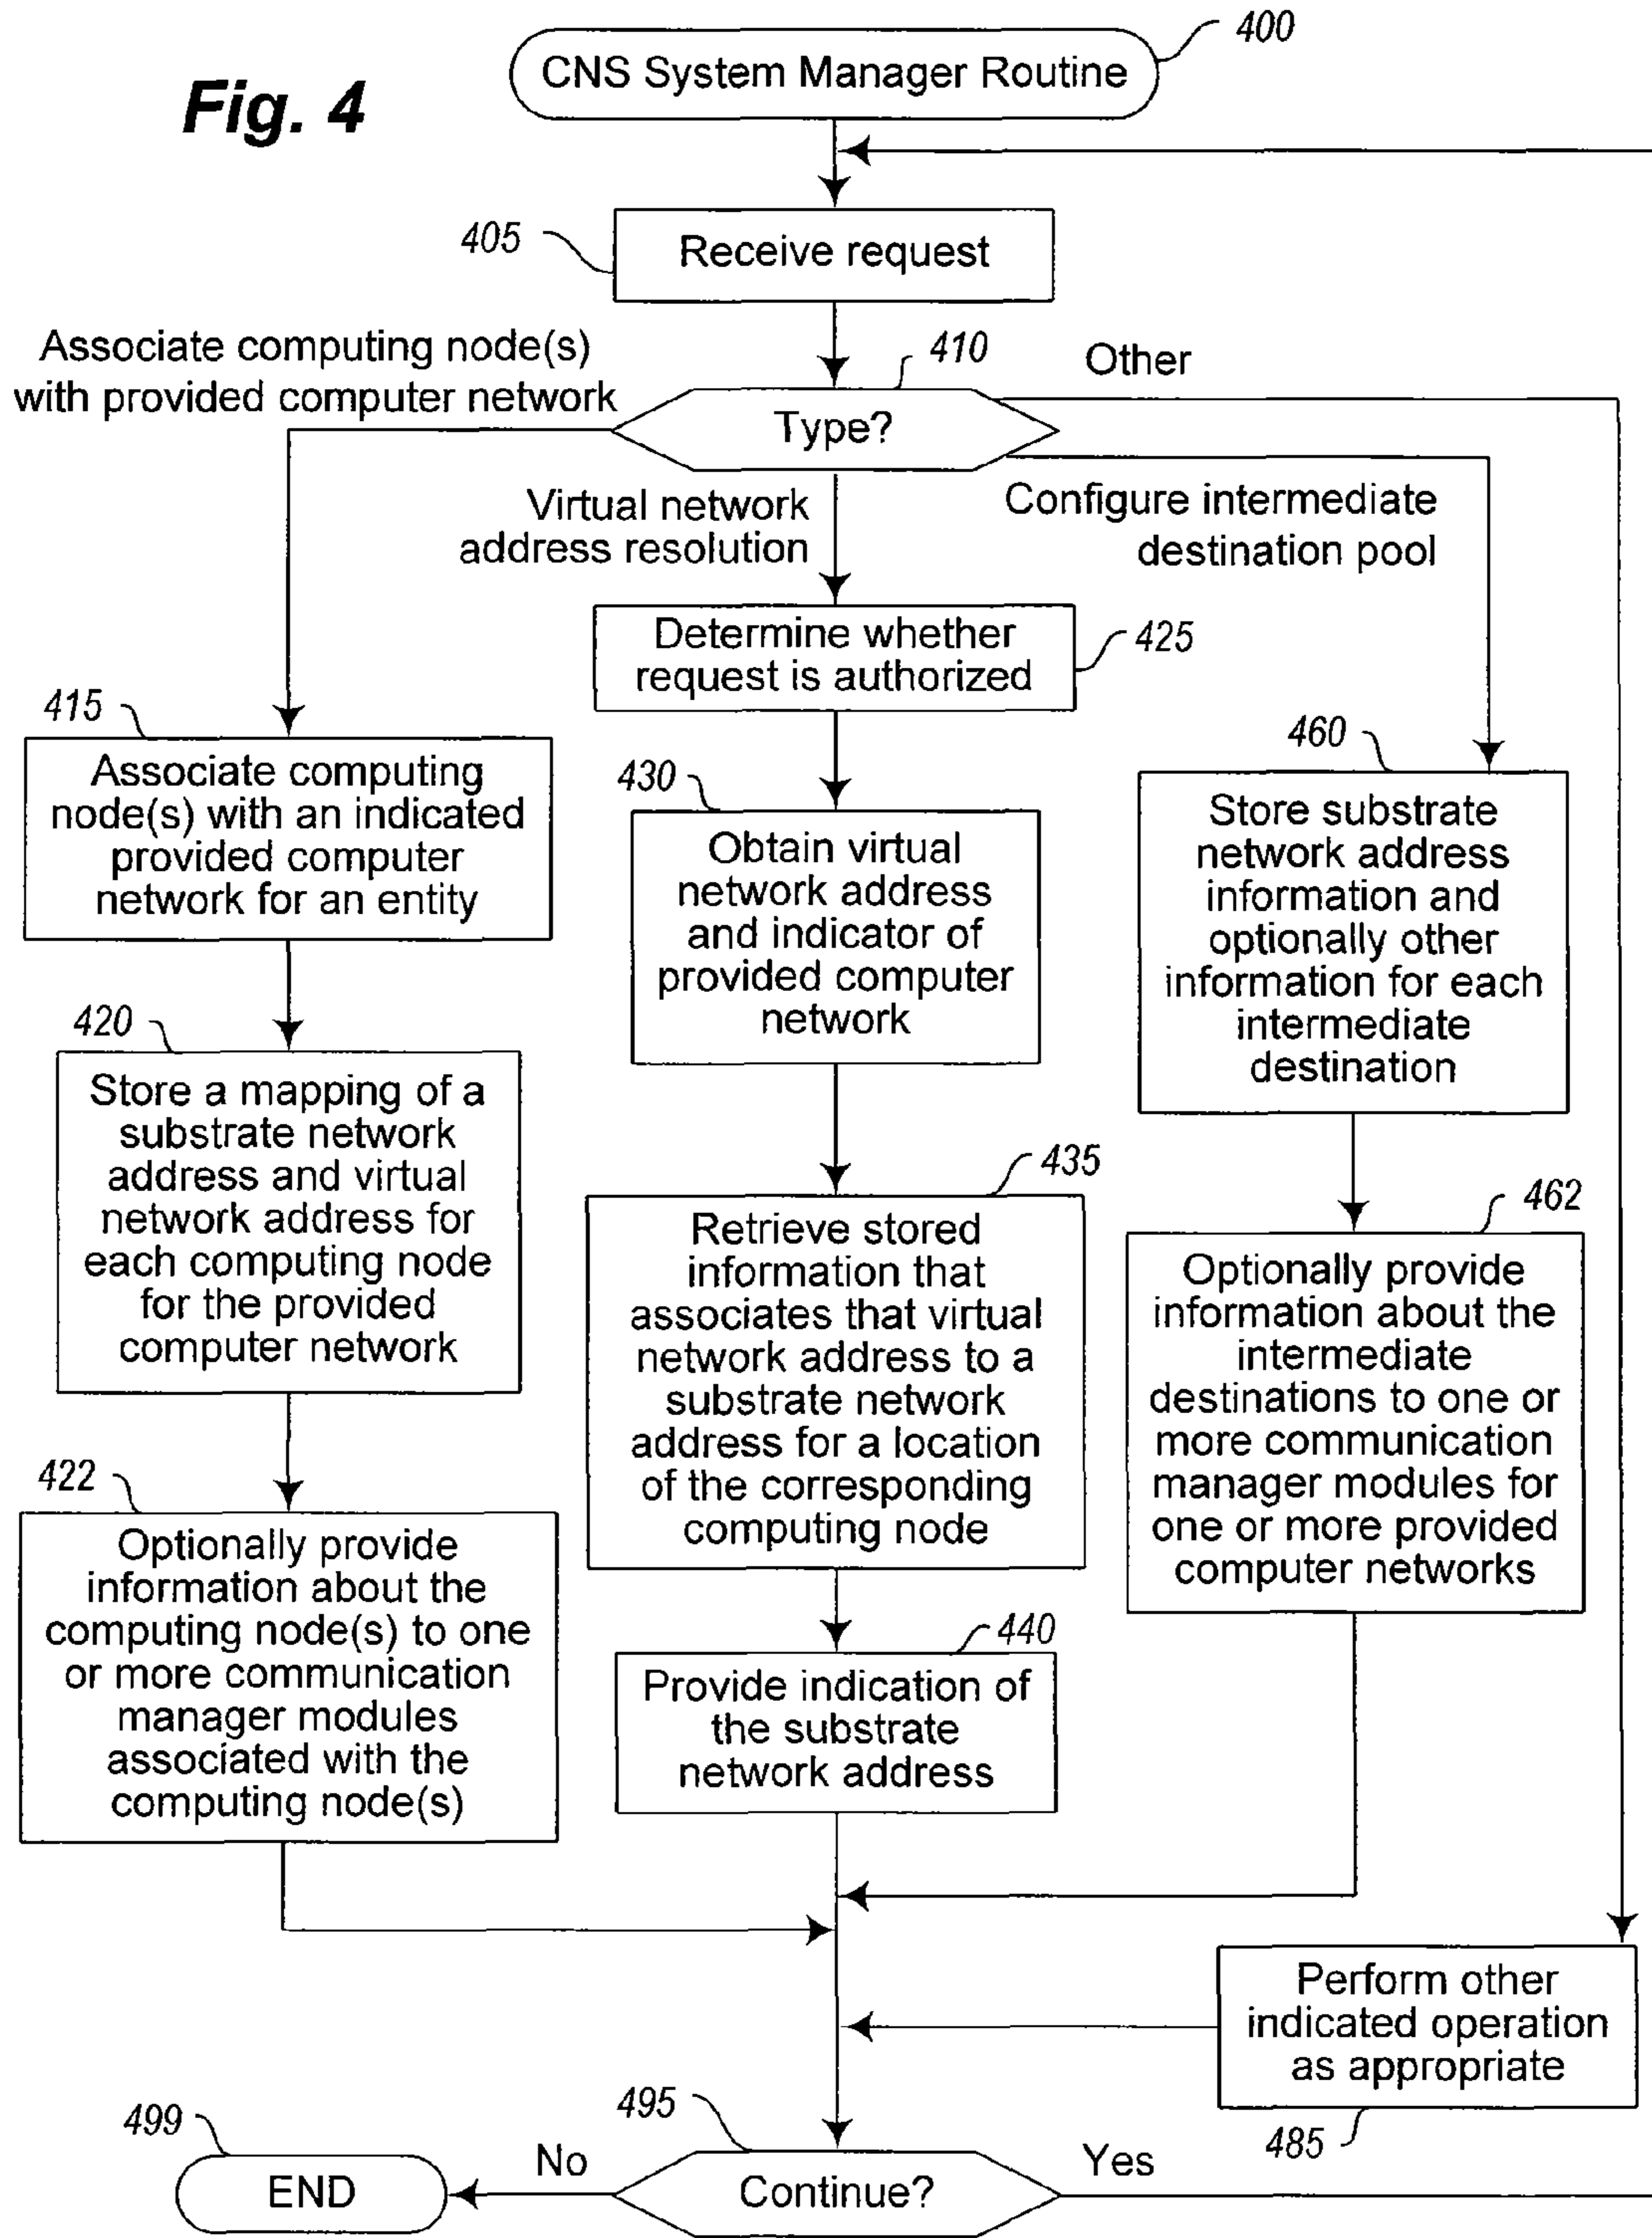 Fig. 4
400
CNS System Manager Routine
405
Receive request
Associate computing node(s)
with provided computer network
410
Other
Type?
Virtual network
address resolution
Configure intermediate
destination pool
Determine whether
request is authorized
425
415
Associate computing
node(s) with an indicated
provided computer
network for an entity
430
Obtain virtual
network address
and indicator of
provided computer
network
460
Store substrate
network address
information and
optionally other
information for each
intermediate
destination
420
Store a mapping of a
substrate network
address and virtual
network address for
each computing node
for the provided
computer network
435
Retrieve stored
information that
associates that virtual
network address to a
substrate network
address for a location
of the corresponding
computing node
462
Optionally provide
information about the
intermediate
destinations to one or
more communication
manager modules for
one or more provided
computer networks
422
Optionally provide
information about the
computing node(s) to one
or more communication
manager modules
associated with the
computing node(s)
440
Provide indication of
the substrate
network address
Perform other
indicated operation
as appropriate
485
495
Continue?
Yes
No
499
END